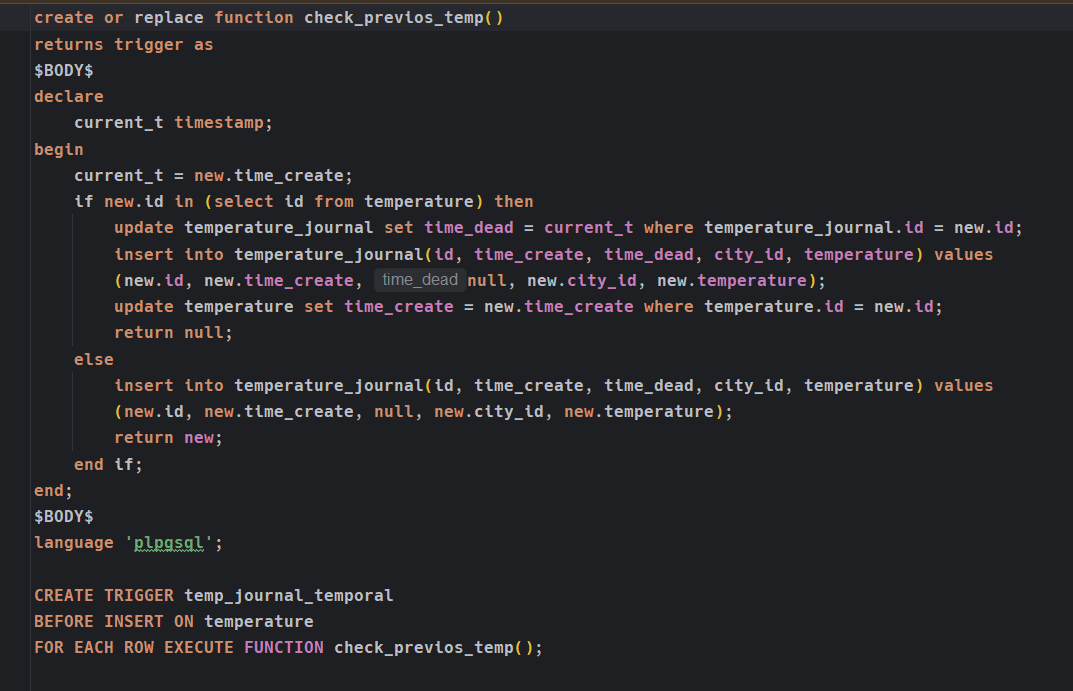 create or replace function check_previos_temp()
returns trigger as
$BODY$
declare
    current_t timestamp;
begin
    current_t = new.time_create;
    if new.id in (select id from temperature) then
        update temperature_journal set time_dead = current_t where temperature_journal.id = new.id;
        insert into temperature_journal(id, time_create, time_dead, city_id, temperature) values
        (new.id, new.time_create, time_dead null, new.city_id, new.temperature);
        update temperature set time_create = new.time_create where temperature.id = new.id;
        return null;
    else
        insert into temperature_journal(id, time_create, time_dead, city_id, temperature) values
        (new.id, new.time_create, null, new.city_id, new.temperature);
        return new;
    end if;
end;
$BODY$
language 'plpgsql';
CREATE TRIGGER temp_journal_temporal
BEFORE INSERT ON temperature
FOR EACH ROW EXECUTE FUNCTION check_previos_temp();